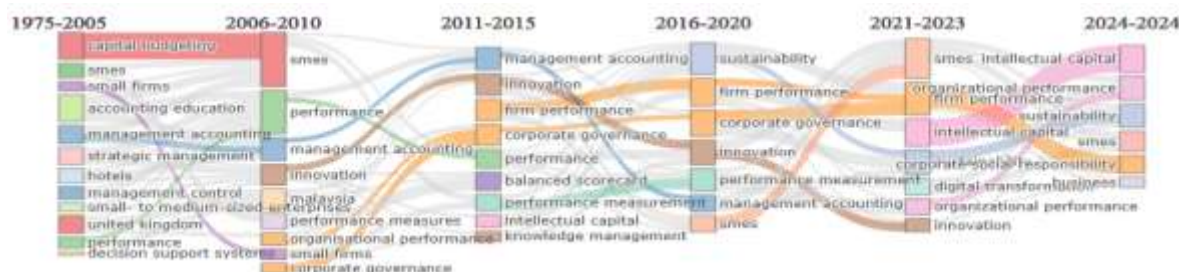 1975-2005
2006-2010
2011-2015
2016-2020
2021-2023
2024-2024
capital budgeting
smes
small firms
accounting education
management accounting
strategic management
hotels
management control
small- to medium-sized enterprises
united kingdom
performance
decision support systems
smes
performance
management accounting
innovation
malaysia
performance measures
organisational performance
small firms
corporate governance
management accounting
innovation
firm performance
corporate governance
performance
balanced scorecard
performance measurement
intellectual capital
knowledge management
sustainability
firm performance
corporate governance
innovation
performance measurement
management accounting
smes
smes
firm performance
intellectual capital
digital transformation
organizational performance
innovation
intellectual capital
organizational performance
sustainability
smes
corporate social responsibility
business